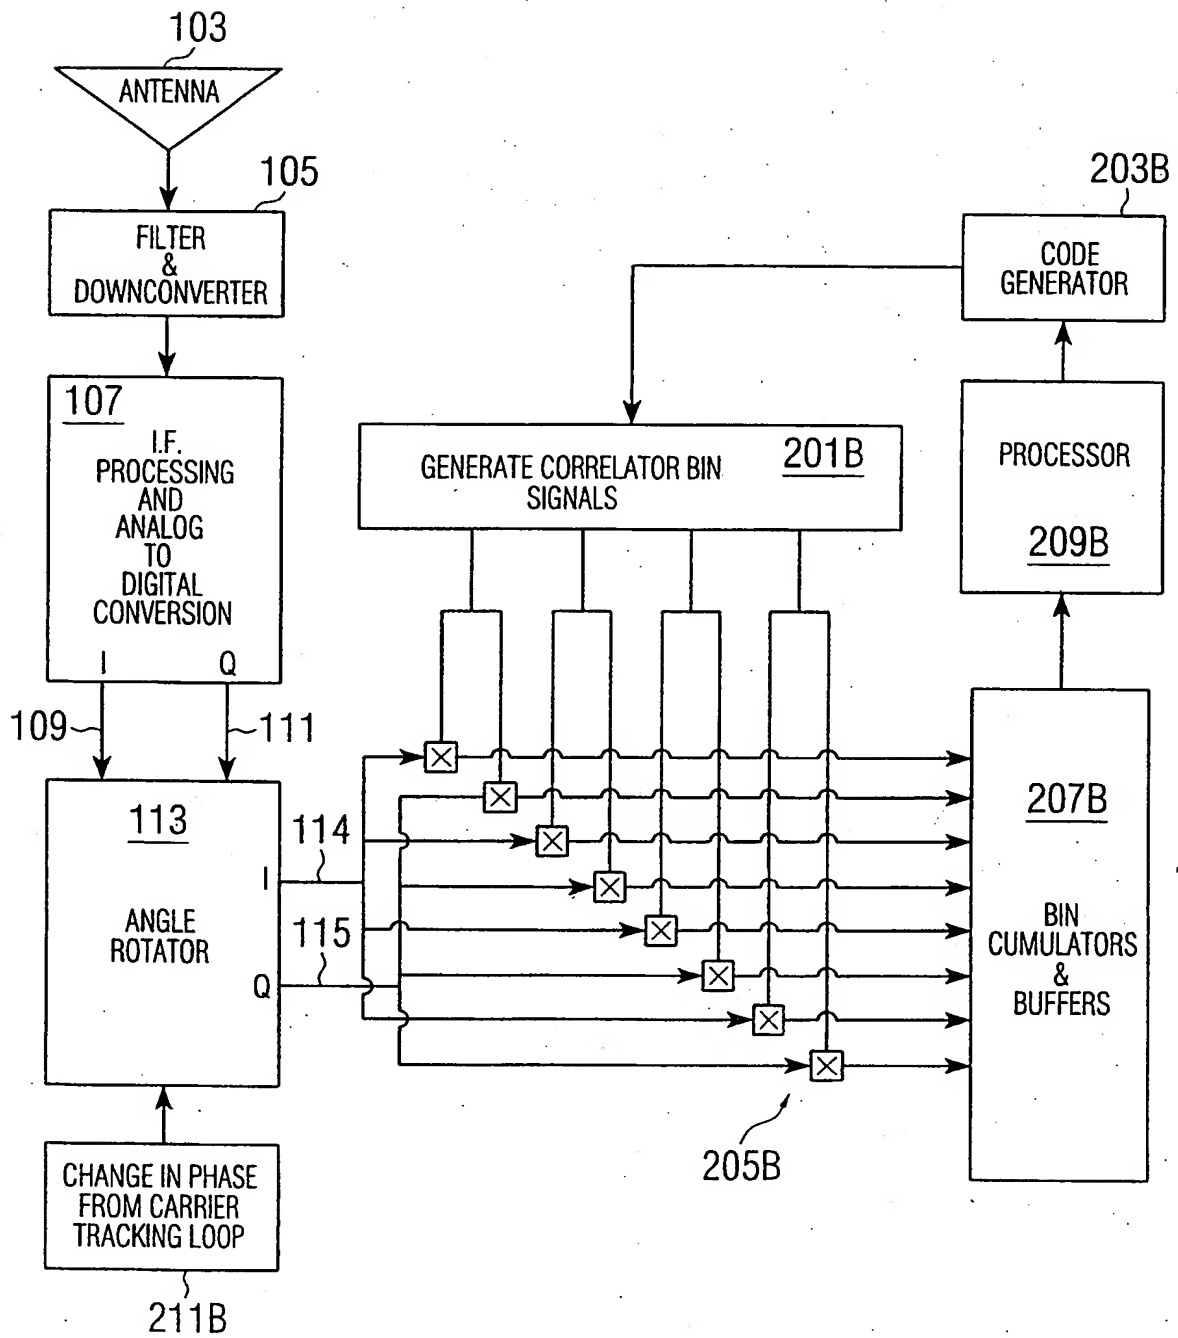 103
ANTENNA
105
FILTER
&
DOWNCONVERTER
107
I.F.
PROCESSING
AND
ANALOG
TO
DIGITAL
CONVERSION
I Q
109
111
113
ANGLE
ROTATOR
I
Q
114
115
CHANGE IN PHASE
FROM CARRIER
TRACKING LOOP
211B
GENERATE CORRELATOR BIN
SIGNALS
201B
203B
CODE
GENERATOR
PROCESSOR
209B
207B
BIN
CUMULATORS
&
BUFFERS
205B